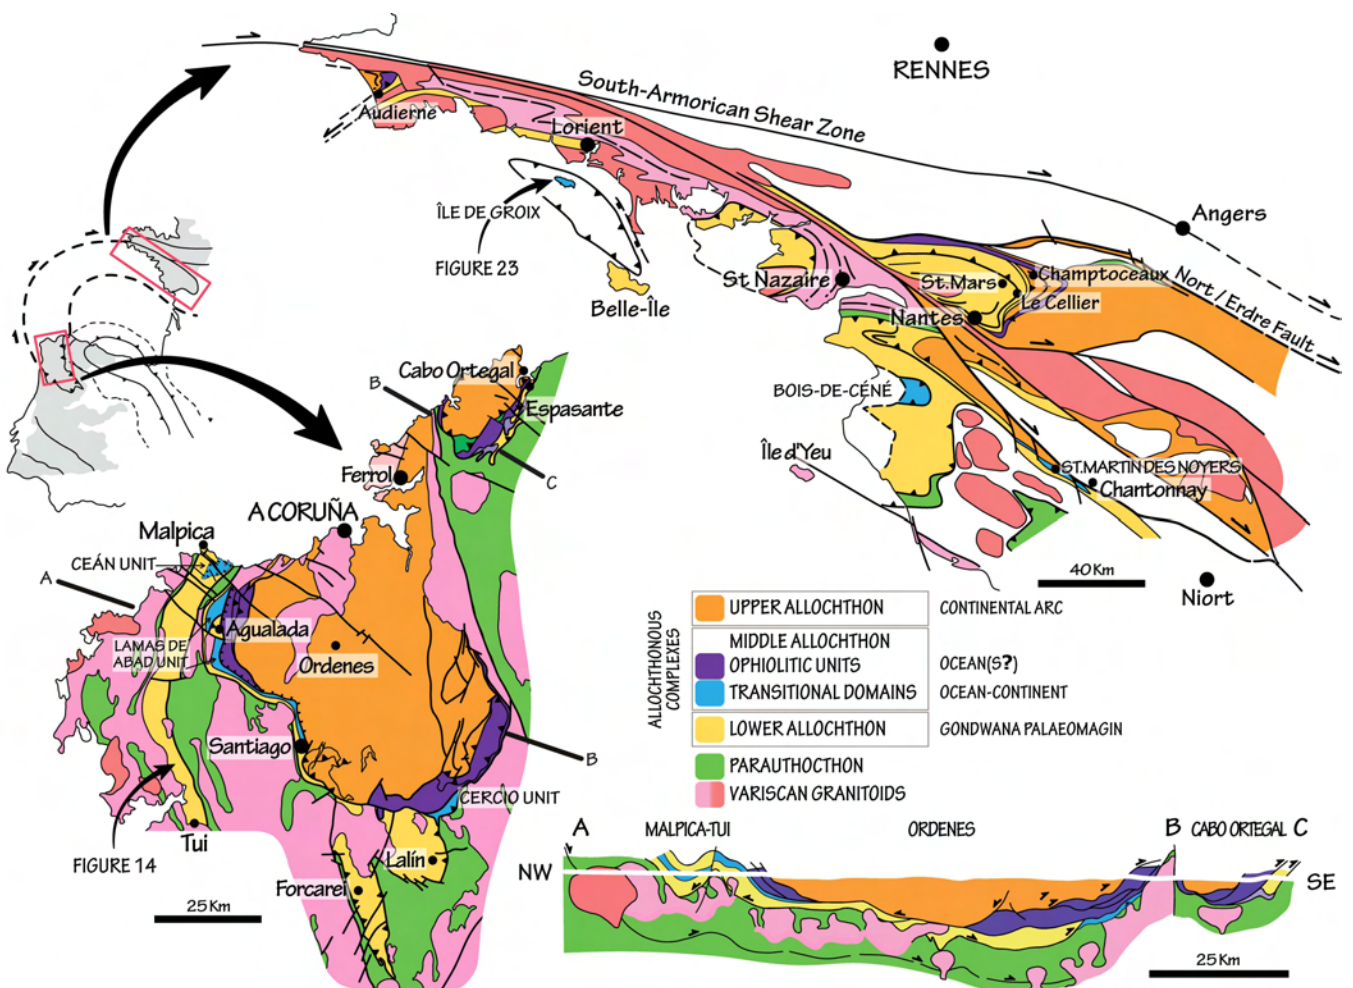 RENNES
South-Armorican Shear Zone
Audierne
Lorient
Angers
ÎLE DE GROIX
FIGURE 23
Belle-Île
St Nazaire
St.Mars
Champtoceaux
Le Cellier
Nantes
Nort / Erdre Fault
BOIS-DE-CÉNÉ
Île d'Yeu
ST.MARTIN DES NOYERS
Chantonnay
Niort
40 Km
Cabo Ortegal
B
Espasante
C
Ferrol
A CORUÑA
Malpica
CEÁN UNIT
A
Agualada
LAMAS DE
ABAD UNIT
Ordenes
Santiago
B
CERCIO UNIT
Tui
FIGURE 14
Lalín
Forcarei
25 Km
ALLOCHTHONOUS
COMPLEXES
UPPER ALLOCHTHON
CONTINENTAL ARC
MIDDLE ALLOCHTHON
OPHIOLITIC UNITS
OCEAN(S?)
TRANSITIONAL DOMAINS
OCEAN-CONTINENT
LOWER ALLOCHTHON
GONDWANA PALAEOMAGIN
PARAUTHOCTHON
VARISCAN GRANITOIDS
A
MALPICA-TUI
ORDENES
B
CABO ORTEGAL
C
NW
SE
25 Km